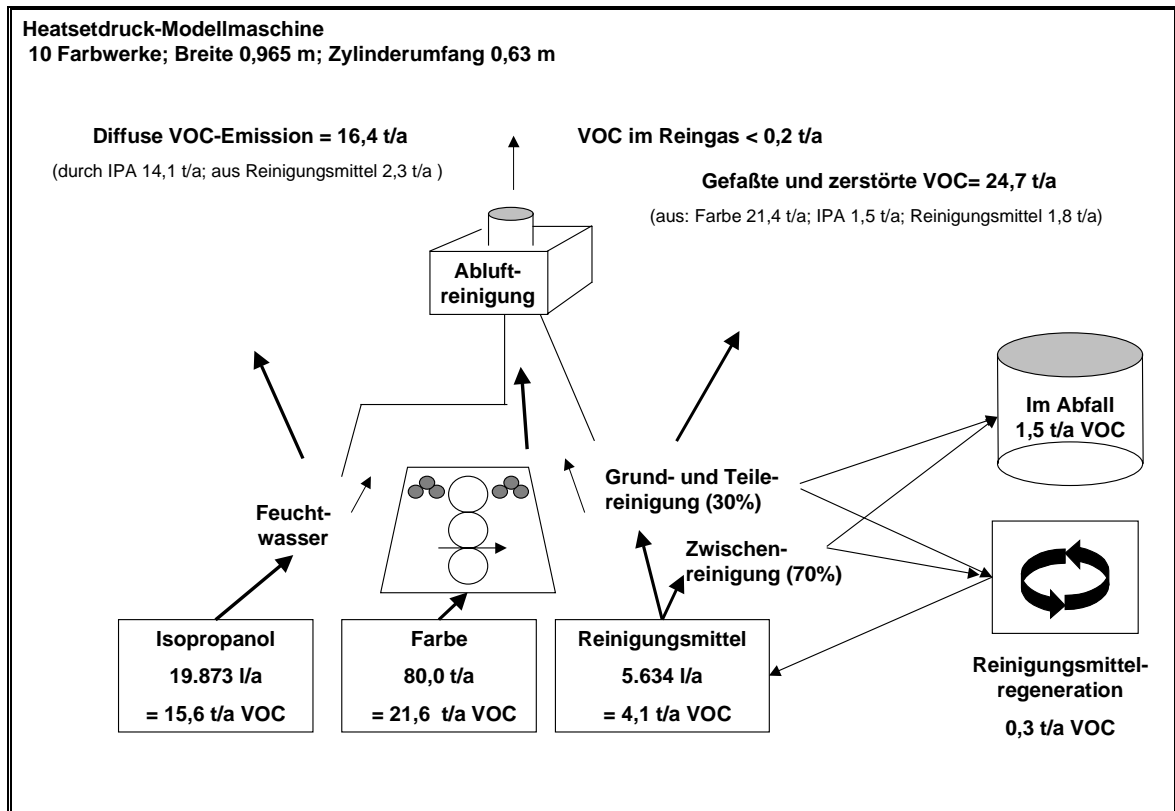 Heatsetdruck-Modellmaschine
10 Farbwerke; Breite 0,965 m; Zylinderumfang 0,63 m
Diffuse VOC-Emission = 16,4 t/a
(durch IPA 14,1 t/a; aus Reinigungsmittel 2,3 t/a )
VOC im Reingas < 0,2 t/a
Gefaßte und zerstörte VOC= 24,7 t/a
(aus: Farbe 21,4 t/a; IPA 1,5 t/a; Reinigungsmittel 1,8 t/a)
Abluft-
reinigung
Im Abfall
1,5 t/a VOC
Grund- und Teile-
reinigung (30%)
Feucht-
wasser
Zwischen-
reinigung (70%)
Isopropanol
19.873 l/a
= 15,6 t/a VOC
Farbe
80,0 t/a
= 21,6 t/a VOC
Reinigungsmittel
5.634 l/a
= 4,1 t/a VOC
Reinigungsmittel-
regeneration
0,3 t/a VOC